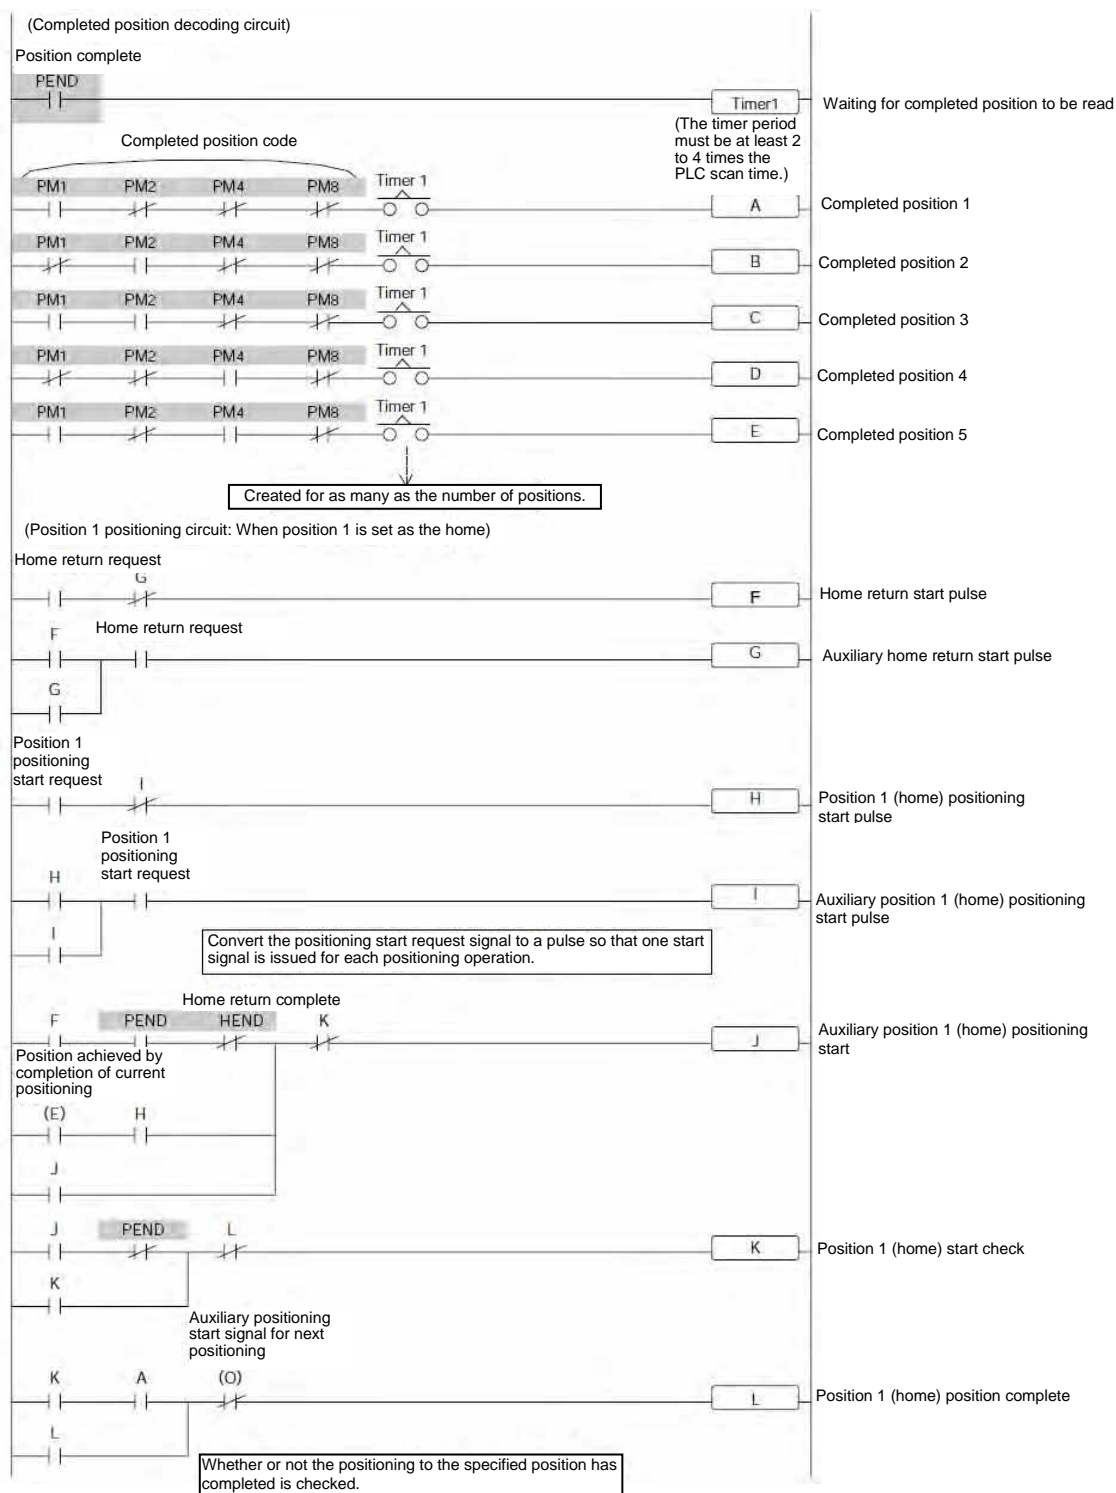 (Completed position decoding circuit)
Position complete
PEND
Timer1
Waiting for completed position to be read
(The timer period
must be at least 2
to 4 times the
PLC scan time.)
Completed position code
PM1 PM2 PM4 PM8 Timer 1
A
Completed position 1
PM1 PM2 PM4 PM8 Timer 1
B
Completed position 2
PM1 PM2 PM4 PM8 Timer 1
C
Completed position 3
PM1 PM2 PM4 PM8 Timer 1
D
Completed position 4
PM1 PM2 PM4 PM8 Timer 1
E
Completed position 5
Created for as many as the number of positions.
(Position 1 positioning circuit: When position 1 is set as the home)
Home return request
G
F
Home return start pulse
F Home return request
G
Auxiliary home return start pulse
G
Position 1
positioning
start request
I
H
Position 1 (home) positioning
start pulse
Position 1
positioning
start request
H
I
Auxiliary position 1 (home) positioning
start pulse
I
Convert the positioning start request signal to a pulse so that one start
signal is issued for each positioning operation.
Home return complete
F PEND HEND K
J
Auxiliary position 1 (home) positioning
start
Position achieved by
completion of current
positioning
(E) H
J
J PEND L
K
Position 1 (home) start check
K
Auxiliary positioning
start signal for next
positioning
K A (O)
L
Position 1 (home) position complete
L
Whether or not the positioning to the specified position has
completed is checked.